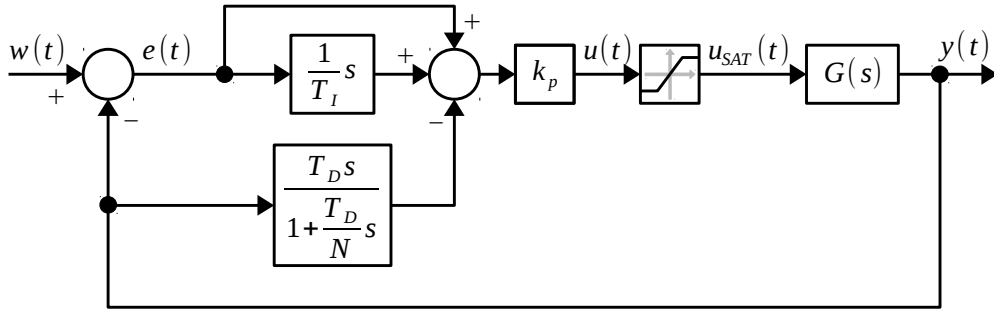 w(t)
+
−
e(t)
1
T_I
s
+
+
−
k_p
u(t)
u_SAT(t)
G(s)
y(t)
T_D s
1+
T_D
N
s